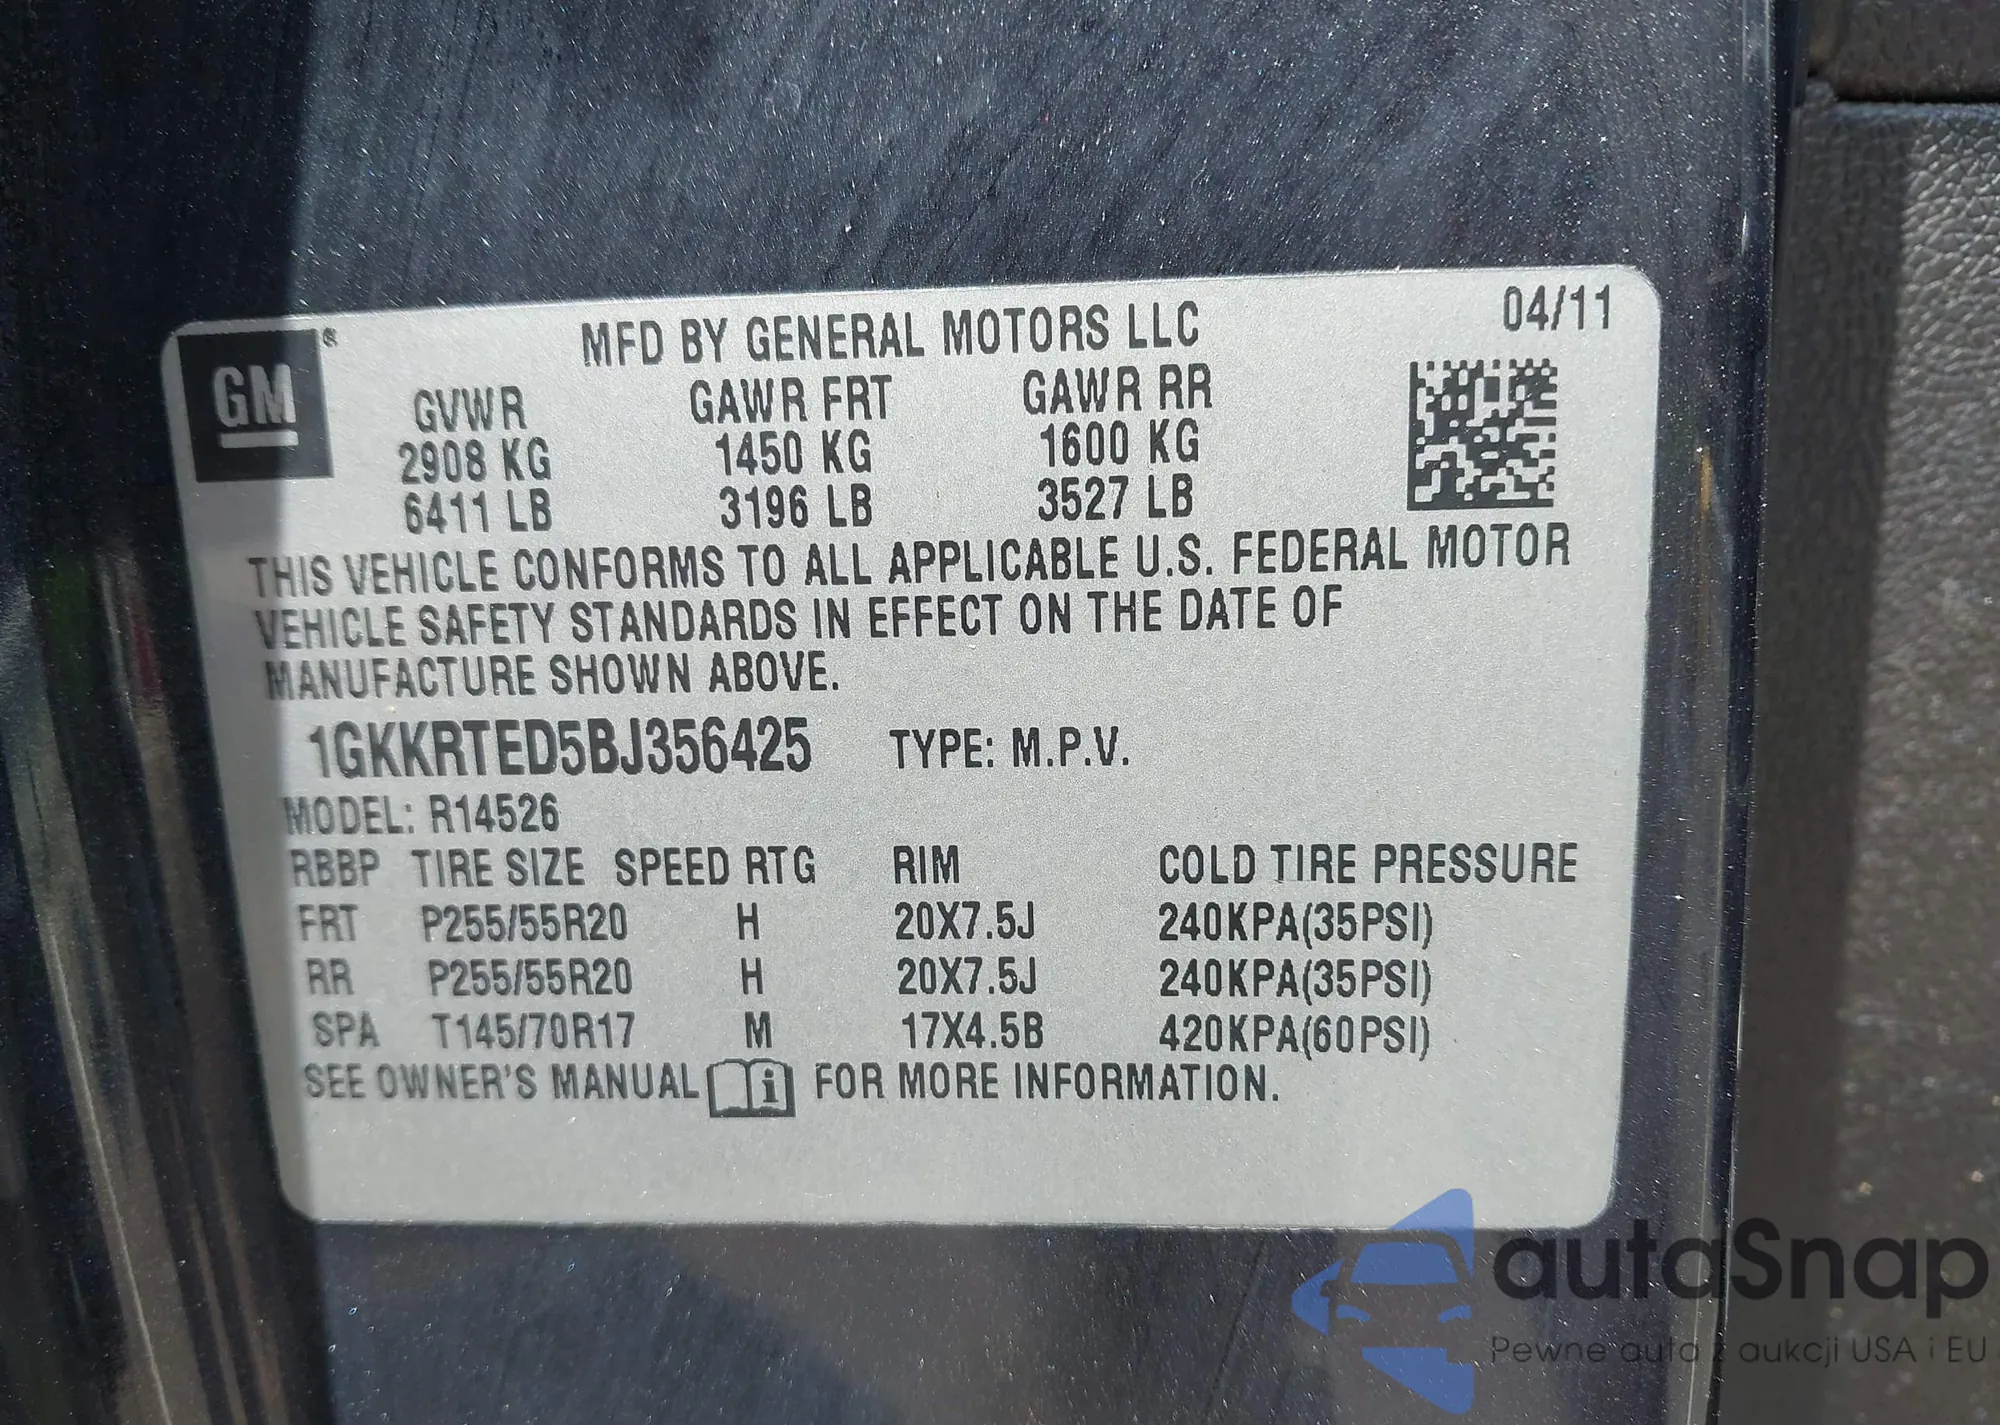 04/11
GM®
MFD BY GENERAL MOTORS LLC
GVWR GAWR FRT GAWR RR
2908 KG 1450 KG 1600 KG
6411 LB 3196 LB 3527 LB
THIS VEHICLE CONFORMS TO ALL APPLICABLE U.S. FEDERAL MOTOR
VEHICLE SAFETY STANDARDS IN EFFECT ON THE DATE OF
MANUFACTURE SHOWN ABOVE.
1GKKRTED5BJ356425 TYPE: M.P.V.
MODEL: R14526
RBBP TIRE SIZE SPEED RTG RIM COLD TIRE PRESSURE
FRT P255/55R20 H 20X7.5J 240KPA(35PSI)
RR P255/55R20 H 20X7.5J 240KPA(35PSI)
SPA T145/70R17 M 17X4.5B 420KPA(60PSI)
SEE OWNER'S MANUAL i FOR MORE INFORMATION.
autaSnap
Pewne auta z aukcji USA i EU